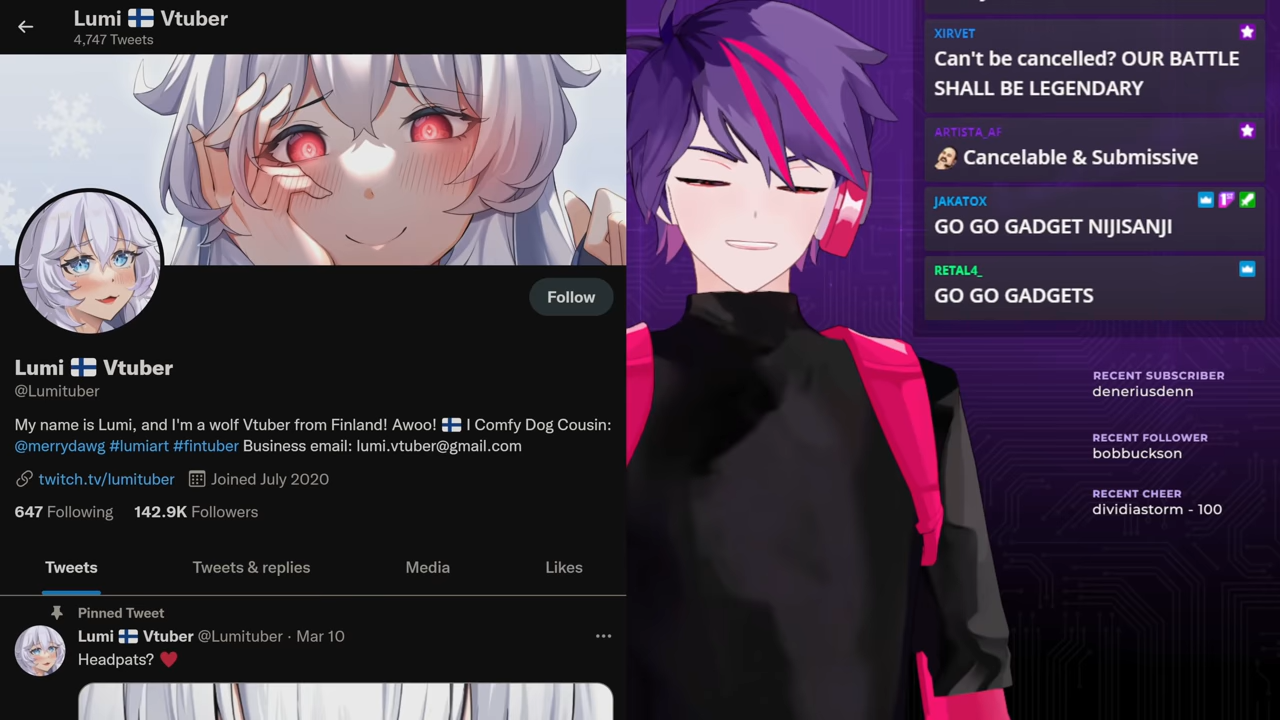 Lumi 🇫🇮 Vtuber
4,747 Tweets
Follow
Lumi 🇫🇮 Vtuber
@Lumituber
My name is Lumi, and I'm a wolf Vtuber from Finland! Awoo! 🇫🇮 I Comfy Dog Cousin:
@merrydawg #lumiart #fintuber Business email: lumi.vtuber@gmail.com
twitch.tv/lumituber Joined July 2020
647 Following 142.9K Followers
Tweets Tweets & replies Media Likes
Pinned Tweet
Lumi 🇫🇮 Vtuber @Lumituber · Mar 10
Headpats? ♥
XIRVET
Can't be cancelled? OUR BATTLE
SHALL BE LEGENDARY
ARTISTA_AF
Cancelable & Submissive
JAKATOX
GO GO GADGET NIJISANJI
RETAL4_
GO GO GADGETS
RECENT SUBSCRIBER
deneriusdenn
RECENT FOLLOWER
bobbuckson
RECENT CHEER
dividiastorm - 100